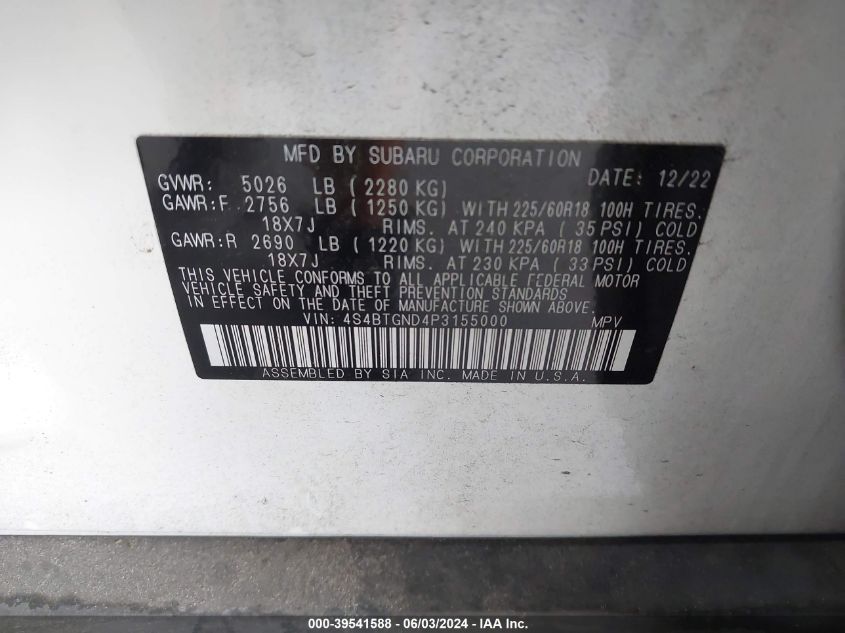 MFD BY SUBARU CORPORATION
DATE: 12/22
GVWR: 5026 LB ( 2280 KG)
GAWR:F 2756 LB ( 1250 KG) WITH 225/60R18 100H TIRES.
18X7J RIMS. AT 240 KPA ( 35 PSI) COLD
GAWR:R 2690 LB ( 1220 KG) WITH 225/60R18 100H TIRES.
18X7J RIMS. AT 230 KPA ( 33 PSI) COLD
THIS VEHICLE CONFORMS TO ALL APPLICABLE FEDERAL MOTOR
VEHICLE SAFETY AND THEFT PREVENTION STANDARDS
IN EFFECT ON THE DATE OF MANUFACTURE SHOWN ABOVE.
VIN: 4S4BTGND4P3155000 MPV
ASSEMBLED BY SIA INC. MADE IN U.S.A.
000-39541588 - 06/03/2024 - IAA Inc.